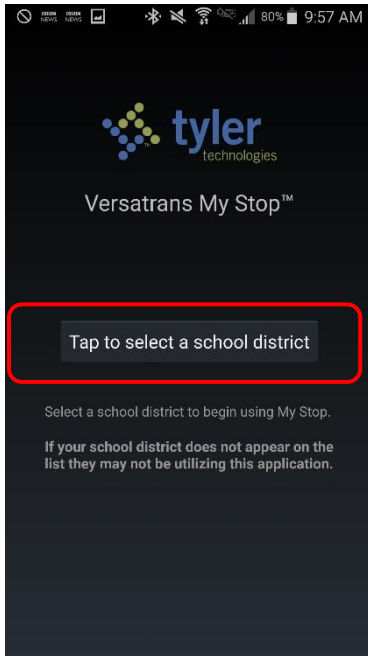 NEWS NEWS 80% 9:57 AM
tyler
technologies
Versatrans My Stop™
Tap to select a school district
Select a school district to begin using My Stop.
If your school district does not appear on the
list they may not be utilizing this application.